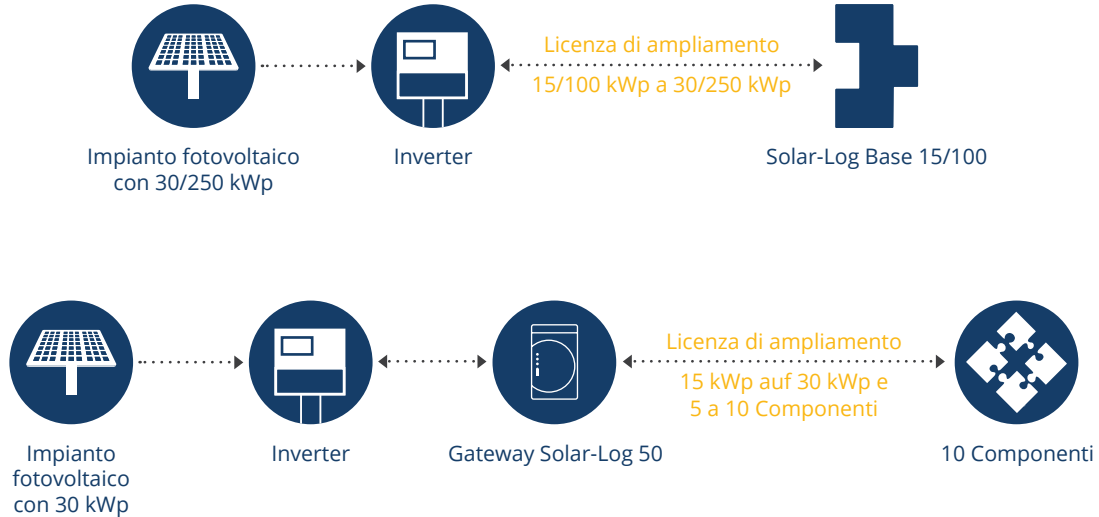 Licenza di ampliamento
15/100 kWp a 30/250 kWp
Impianto fotovoltaico
con 30/250 kWp
Inverter
Solar-Log Base 15/100
Licenza di ampliamento
15 kWp auf 30 kWp e
5 a 10 Componenti
Impianto
fotovoltaico
con 30 kWp
Inverter
Gateway Solar-Log 50
10 Componenti